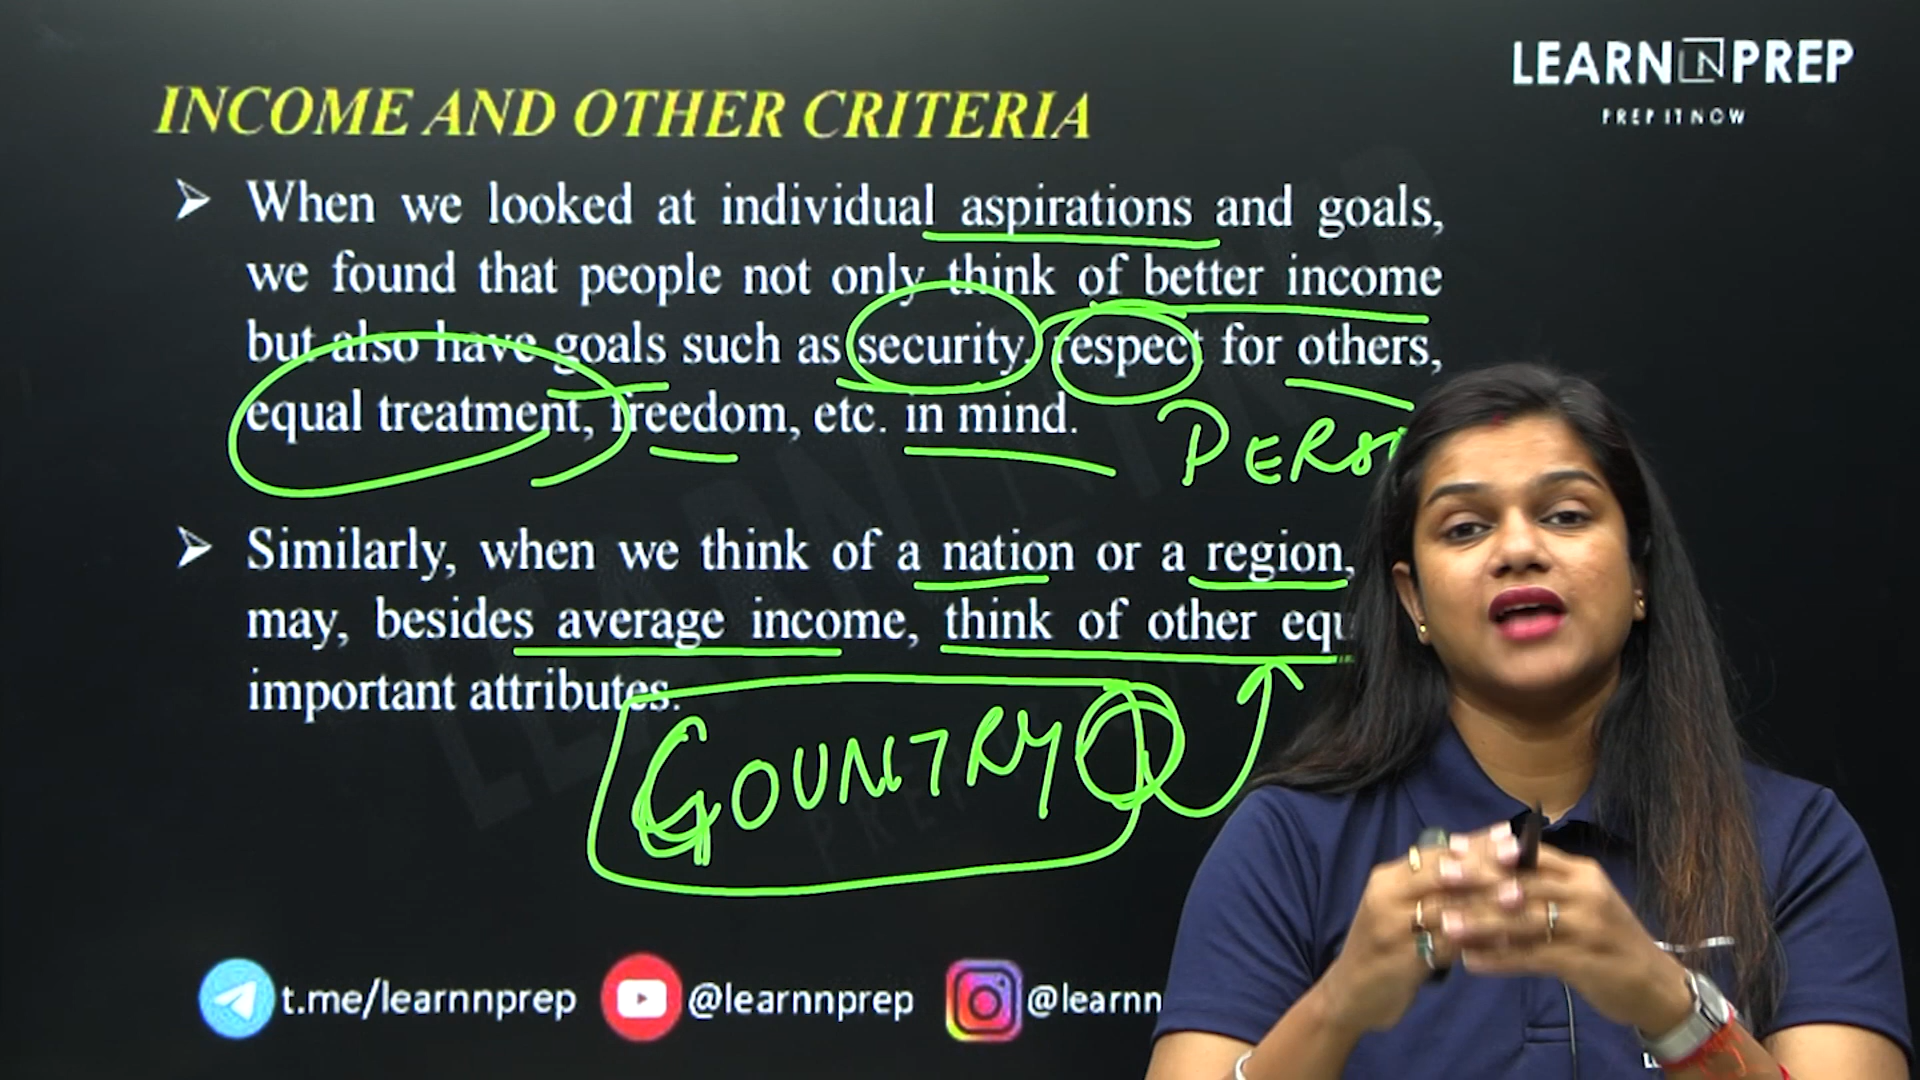 LEARN N PREP
PREP IT NOW
INCOME AND OTHER CRITERIA
➤ When we looked at individual aspirations and goals,
we found that people not only think of better income
but also have goals such as security, respect for others,
equal treatment, freedom, etc. in mind.
PERSO
➤ Similarly, when we think of a nation or a region,
may, besides average income, think of other equ
important attributes.
COUNTRY
t.me/learnnprep
@learnnprep
@learnn